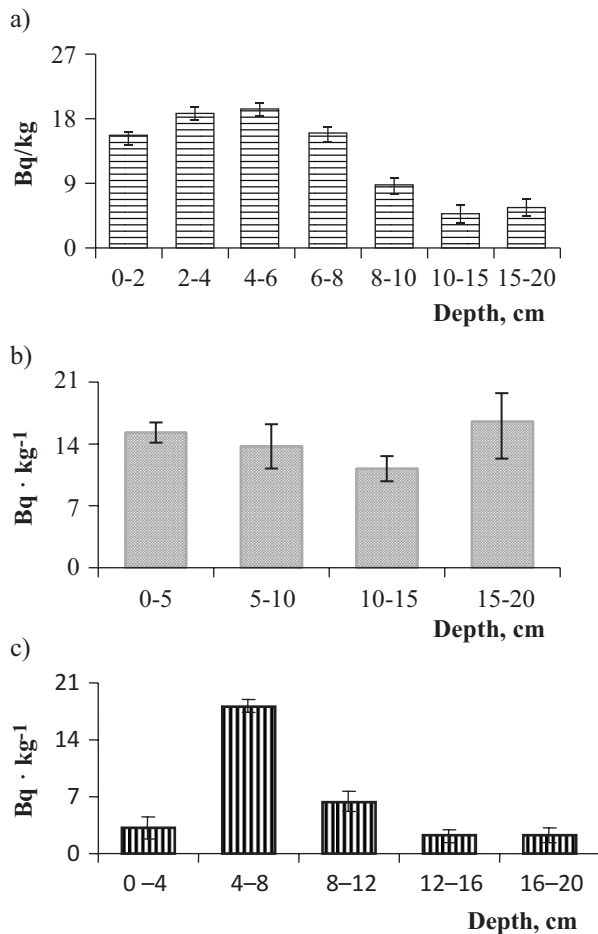 a)
27
18
9
0
Bq/kg
0-2 2-4 4-6 6-8 8-10 10-15 15-20
Depth, cm
b)
21
14
7
0
Bq · kg-1
0-5 5-10 10-15 15-20
Depth, cm
c)
21
14
7
0
Bq · kg-1
0–4 4–8 8–12 12–16 16–20
Depth, cm